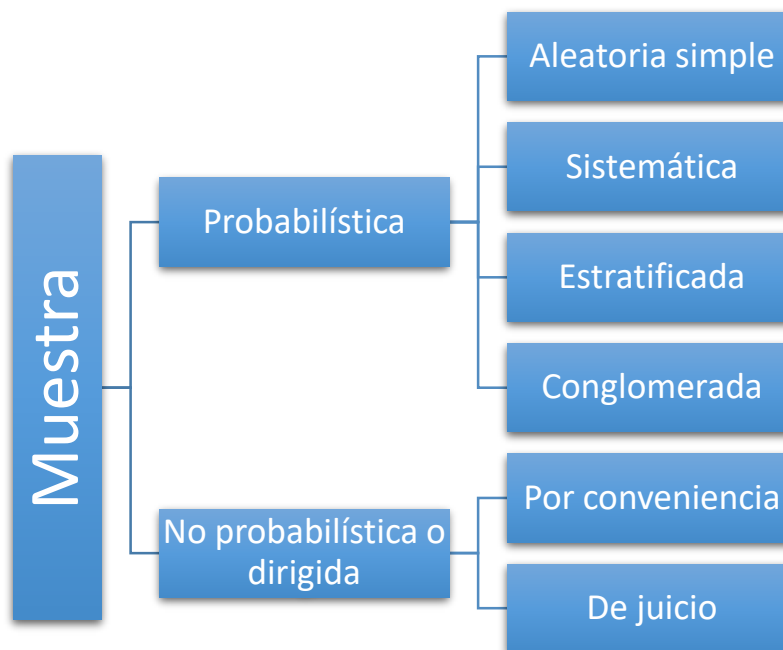 Muestra
Probabilística
Aleatoria simple
Sistemática
Estratificada
Conglomerada
No probabilística o
dirigida
Por conveniencia
De juicio